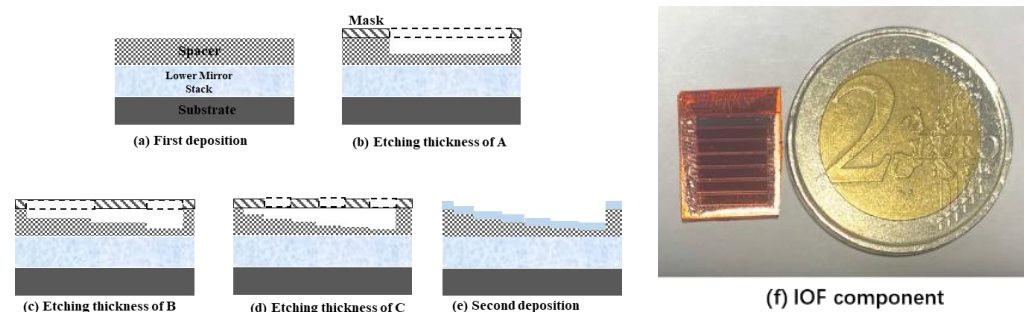 Mask
Spacer
Lower Mirror
Stack
Substrate
(a) First deposition
(b) Etching thickness of A
(c) Etching thickness of B
(d) Etching thickness of C
(e) Second deposition
2
(f) IOF component